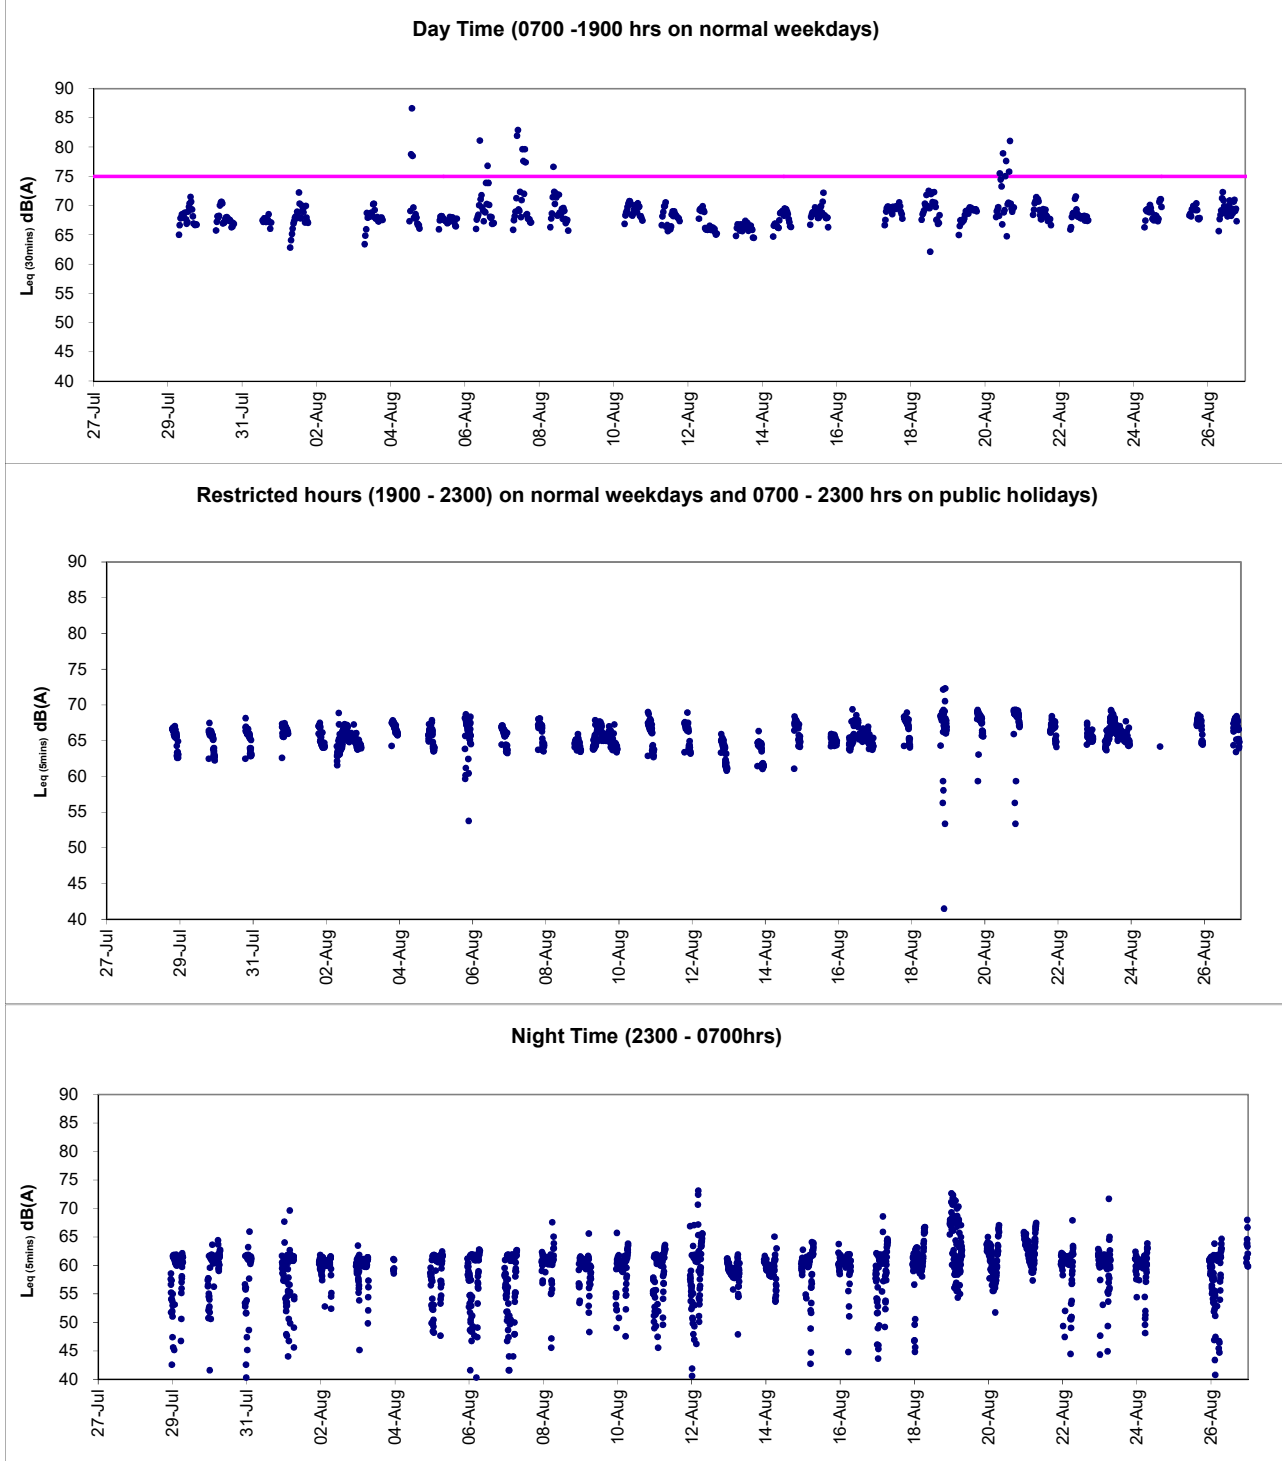 Day Time (0700 -1900 hrs on normal weekdays)
90
85
80
75
70
65
60
55
50
45
40
Leq (30mins) dB(A)
27-Jul
29-Jul
31-Jul
02-Aug
04-Aug
06-Aug
08-Aug
10-Aug
12-Aug
14-Aug
16-Aug
18-Aug
20-Aug
22-Aug
24-Aug
26-Aug
Restricted hours (1900 - 2300) on normal weekdays and 0700 - 2300 hrs on public holidays)
90
85
80
75
70
65
60
55
50
45
40
Leq (5mins) dB(A)
27-Jul
29-Jul
31-Jul
02-Aug
04-Aug
06-Aug
08-Aug
10-Aug
12-Aug
14-Aug
16-Aug
18-Aug
20-Aug
22-Aug
24-Aug
26-Aug
Night Time (2300 - 0700hrs)
90
85
80
75
70
65
60
55
50
45
40
Leq (5mins) dB(A)
27-Jul
29-Jul
31-Jul
02-Aug
04-Aug
06-Aug
08-Aug
10-Aug
12-Aug
14-Aug
16-Aug
18-Aug
20-Aug
22-Aug
24-Aug
26-Aug